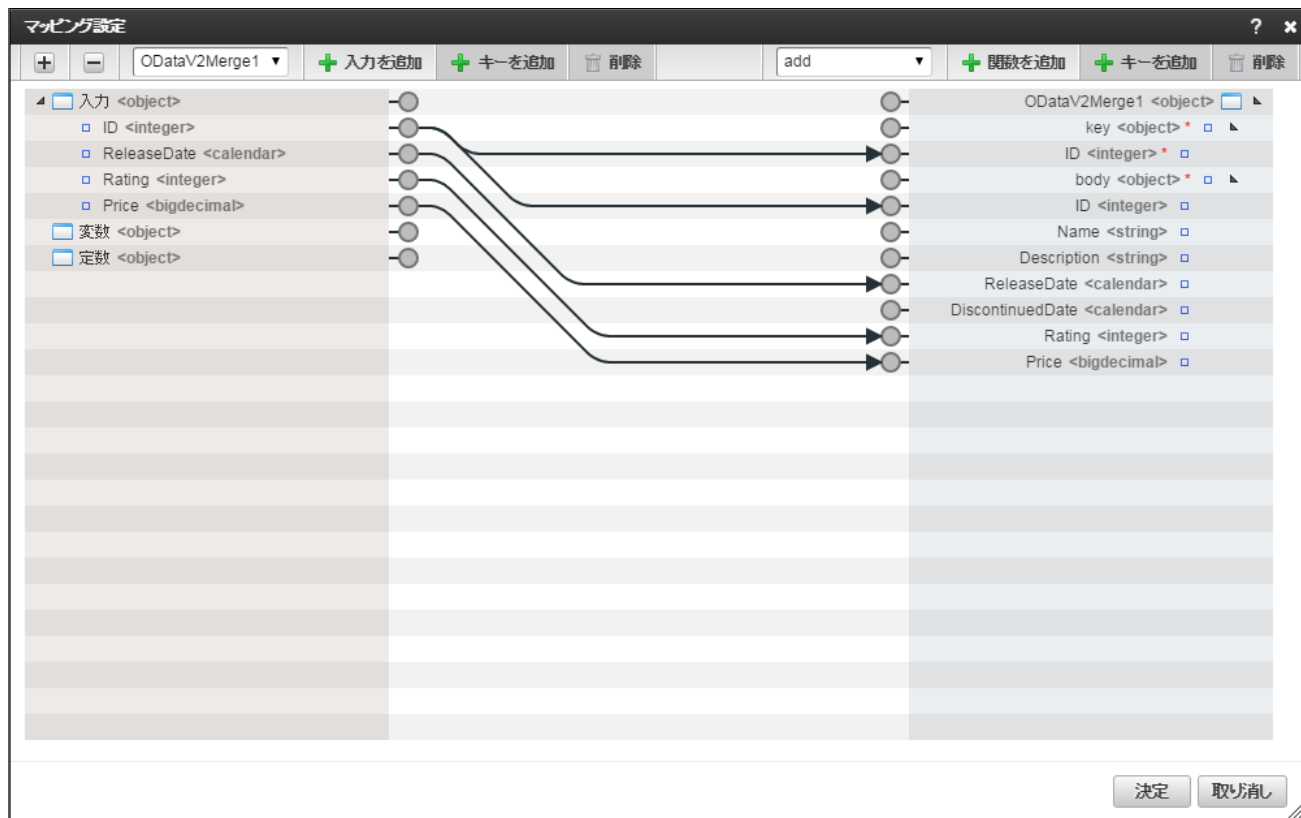 マッピング設定 ? ×
+ - ODataV2Merge1 ▼ + 入力を追加 + キーを追加 削除 add ▼ + 関数を追加 + キーを追加 削除
入力 <object>
ID <integer>
ReleaseDate <calendar>
Rating <integer>
Price <bigdecimal>
変数 <object>
定数 <object>
ODataV2Merge1 <object>
key <object> *
ID <integer> *
body <object> *
ID <integer>
Name <string>
Description <string>
ReleaseDate <calendar>
DiscontinuedDate <calendar>
Rating <integer>
Price <bigdecimal>
決定 取り消し